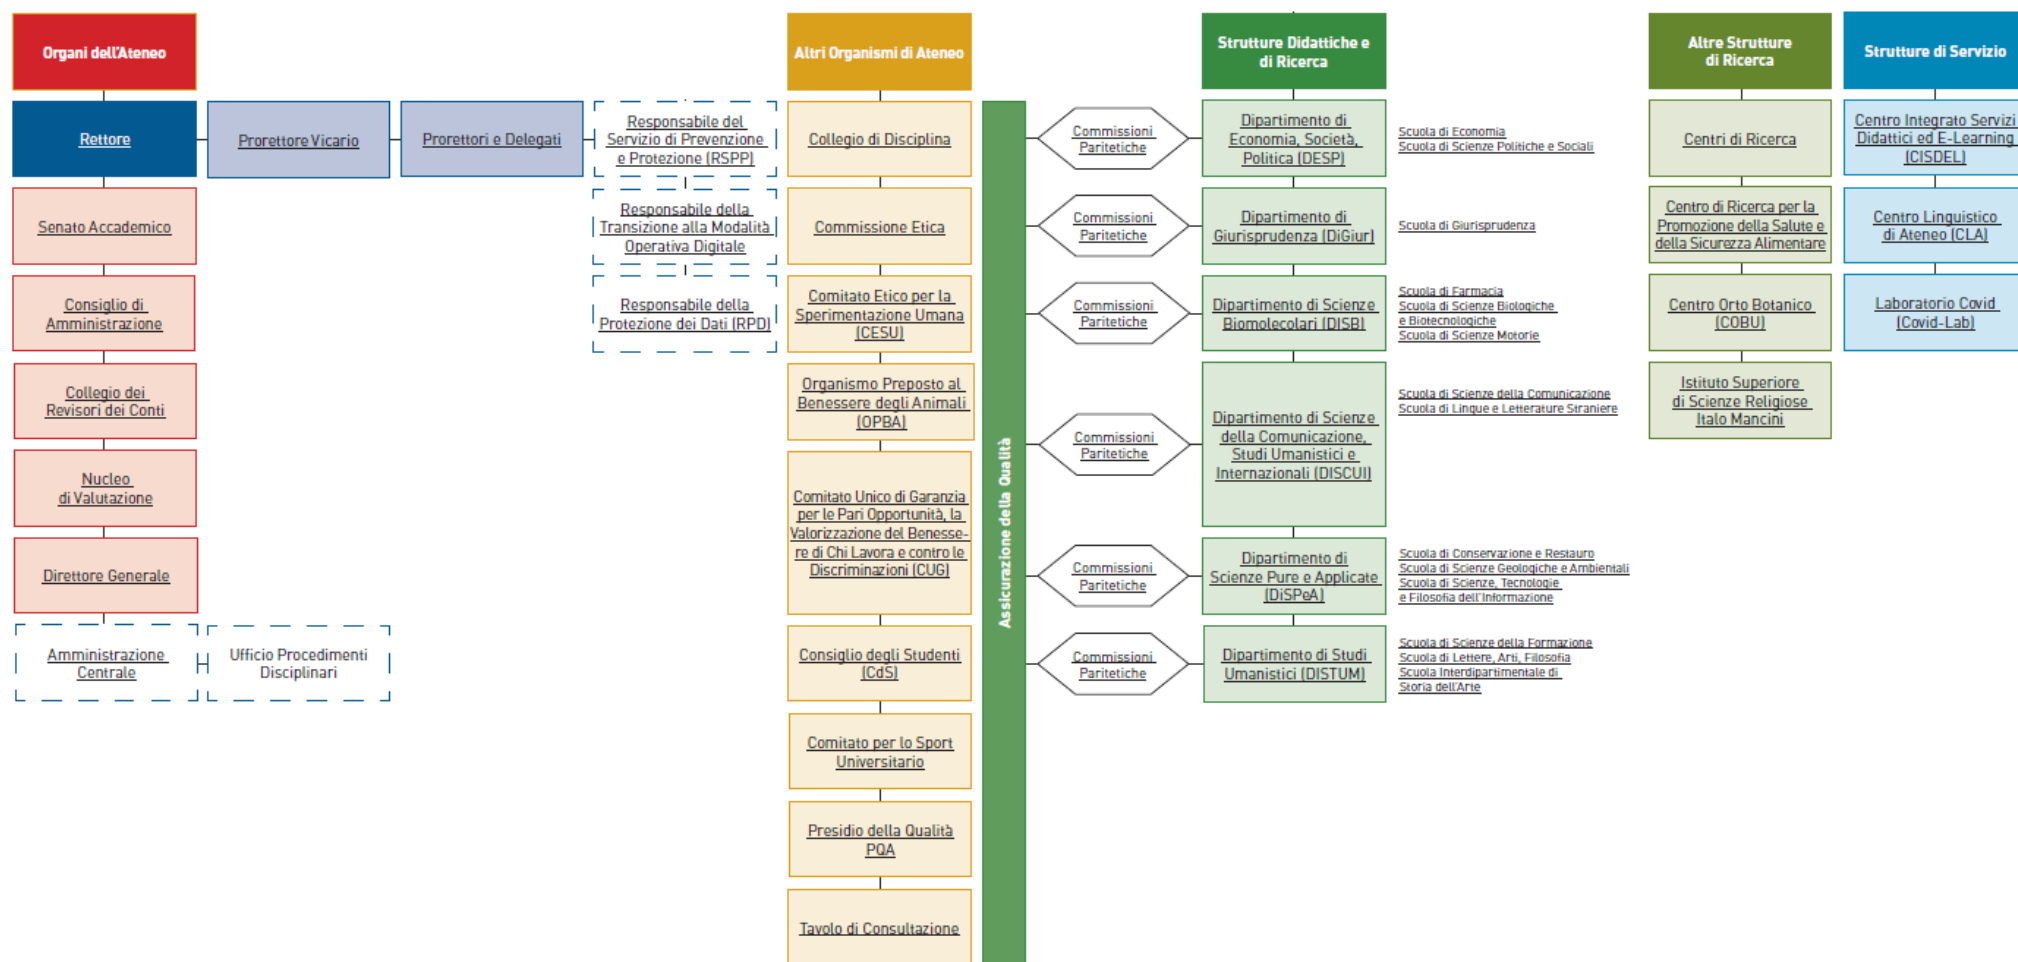 Organi dell'Ateneo
Rettore
Prorettore Vicario
Prorettori e Delegati
Responsabile del
Servizio di Prevenzione
e Protezione (RSPP)
Responsabile della
Transizione alla Modalità
Operativa Digitale
Responsabile della
Protezione dei Dati (RPD)
Senato Accademico
Consiglio di
Amministrazione
Collegio dei
Revisori dei Conti
Nucleo
di Valutazione
Direttore Generale
Amministrazione
Centrale
Ufficio Procedimenti
Disciplinari
Altri Organismi di Ateneo
Collegio di Disciplina
Commissione Etica
Comitato Etico per la
Sperimentazione Umana
(CESU)
Organismo Preposto al
Benessere degli Animali
(OPBA)
Comitato Unico di Garanzia
per le Pari Opportunità, la
Valorizzazione del Benesse-
re di Chi Lavora e contro le
Discriminazioni (CUG)
Consiglio degli Studenti
(CdS)
Comitato per lo Sport
Universitario
Presidio della Qualità
PQA
Tavolo di Consultazione
Assicurazione della Qualità
Strutture Didattiche e
di Ricerca
Commissioni
Paritetiche
Dipartimento di
Economia, Società,
Politica (DESP)
Scuola di Economia
Scuola di Scienze Politiche e Sociali
Commissioni
Paritetiche
Dipartimento di
Giurisprudenza (DiGiur)
Scuola di Giurisprudenza
Commissioni
Paritetiche
Dipartimento di Scienze
Biomolecolari (DISB)
Scuola di Farmacia
Scuola di Scienze Biologiche
e Biotecnologiche
Scuola di Scienze Motorie
Commissioni
Paritetiche
Dipartimento di Scienze
della Comunicazione,
Studi Umanistici e
Internazionali (DISCUI)
Scuola di Scienze della Comunicazione
Scuola di Lingue e Letterature Straniere
Commissioni
Paritetiche
Dipartimento di
Scienze Pure e Applicate
(DiSPeA)
Scuola di Conservazione e Restauro
Scuola di Scienze Geologiche e Ambientali
Scuola di Scienze, Tecnologie
e Filosofia dell'Informazione
Commissioni
Paritetiche
Dipartimento di Studi
Umanistici (DISTUM)
Scuola di Scienze della Formazione
Scuola di Lettere, Arti, Filosofia
Scuola Interdipartimentale di
Storia dell'Arte
Altre Strutture
di Ricerca
Centri di Ricerca
Centro di Ricerca per la
Promozione della Salute e
della Sicurezza Alimentare
Centro Orto Botanico
(COBU)
Istituto Superiore
di Scienze Religiose
Italo Mancini
Strutture di Servizio
Centro Integrato Servizi
Didattici ed E-Learning
(CISDEL)
Centro Linguistico
di Ateneo (CLA)
Laboratorio Covid
(Covid-Lab)